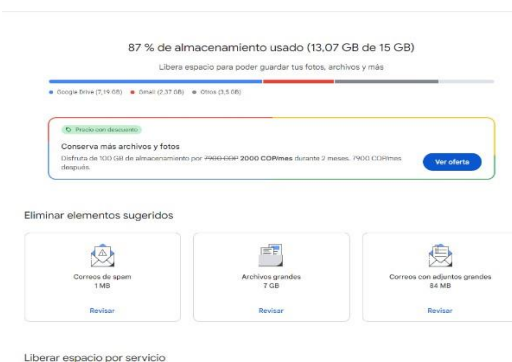 87 % de almacenamiento usado (13,07 GB de 15 GB)
Libera espacio para poder guardar tus fotos, archivos y más
Google Drive (7,19 GB) Gmail (2,37 GB) Otros (3,5 GB)
Precio con descuento
Conserva más archivos y fotos
Disfruta de 100 GB de almacenamiento por 7900 COP 2000 COP/mes durante 2 meses. 7900 COP/mes
después.
Ver oferta
Eliminar elementos sugeridos
Correos de spam
1 MB
Revisar
Archivos grandes
7 GB
Revisar
Correos con adjuntos grandes
84 MB
Revisar
Liberar espacio por servicio